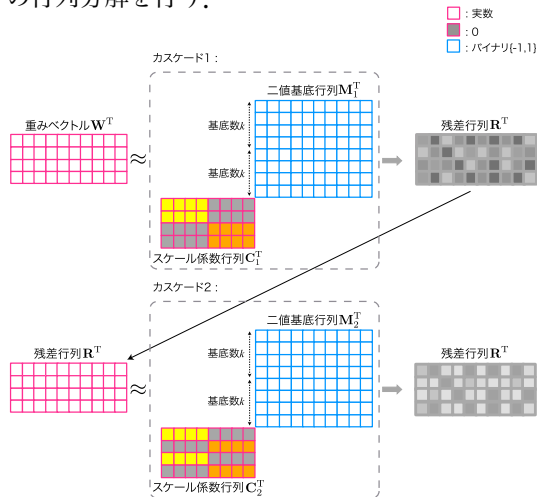 の行列分解を行う.
: 実数
: 0
: バイナリ{-1,1}
カスケード1 :
二値基底行列M₁ᵀ
重みベクトルWᵀ
基底数k
残差行列Rᵀ
≈
基底数k
スケール係数行列C₁ᵀ
カスケード2 :
二値基底行列M₂ᵀ
残差行列Rᵀ
基底数k
残差行列Rᵀ
≈
基底数k
スケール係数行列C₂ᵀ